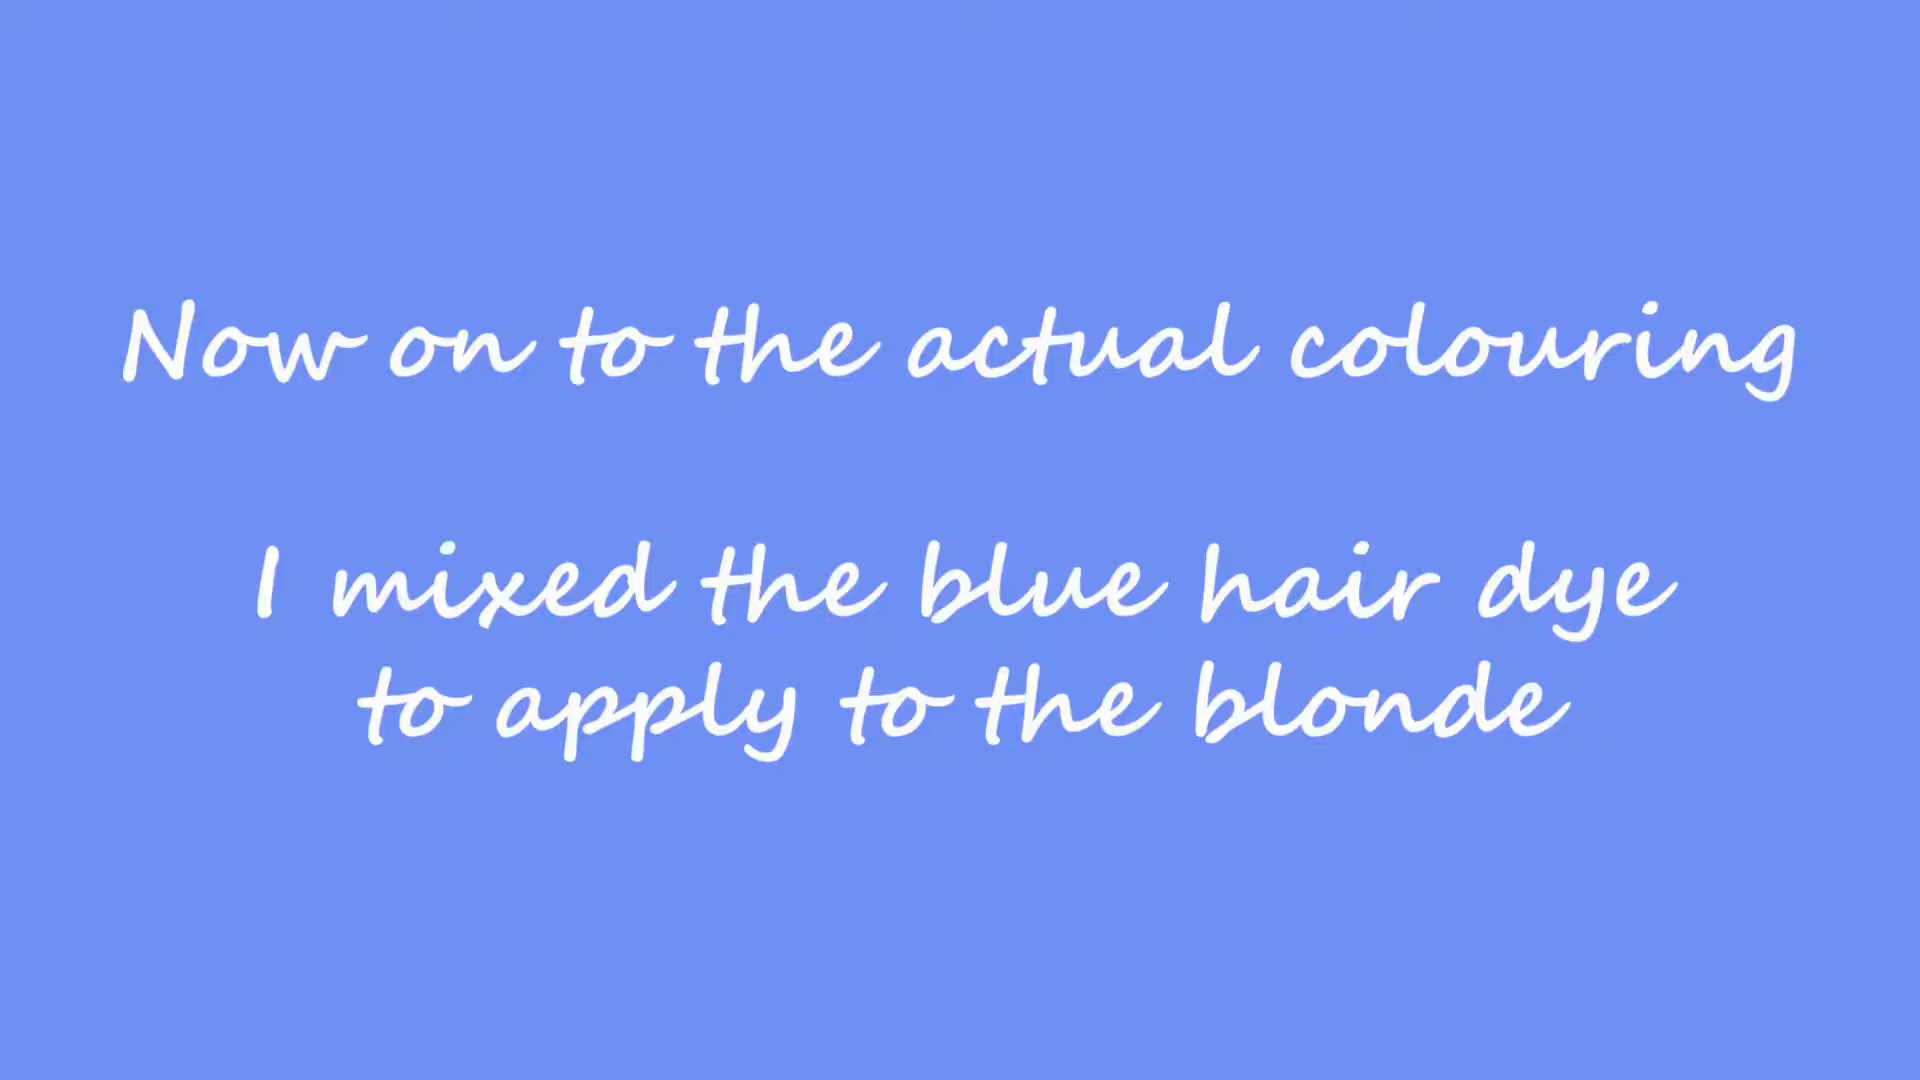 Now on to the actual colouring
I mixed the blue hair dye
to apply to the blonde